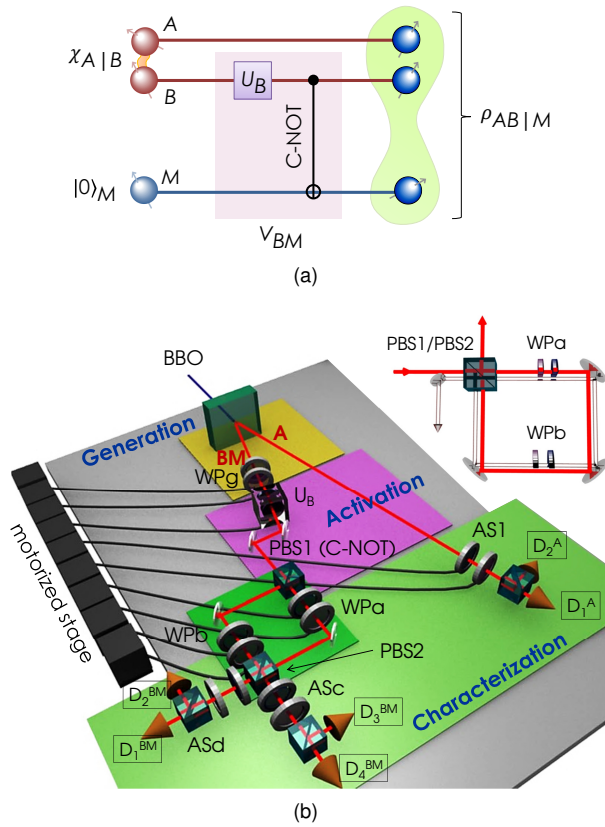 A
χA|B
B
UB
C-NOT
|0⟩M
M
VBM
ρAB|M
(a)
BBO
Generation
A
BM
WPg
UB
Activation
PBS1 (C-NOT)
motorized stage
WPb
WPa
PBS2
AS1
D2A
D1A
D2BM
D1BM
ASd
ASc
D3BM
D4BM
Characterization
PBS1/PBS2
WPa
WPb
(b)